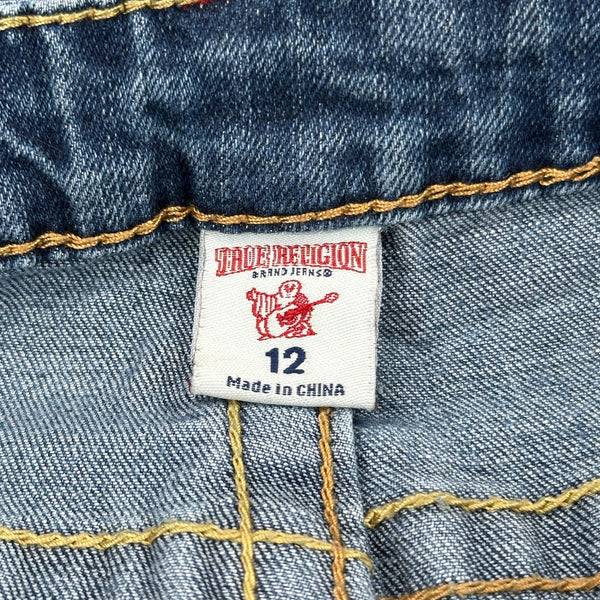 TRUE RELIGION
BRAND JEANS®
12
Made in CHINA